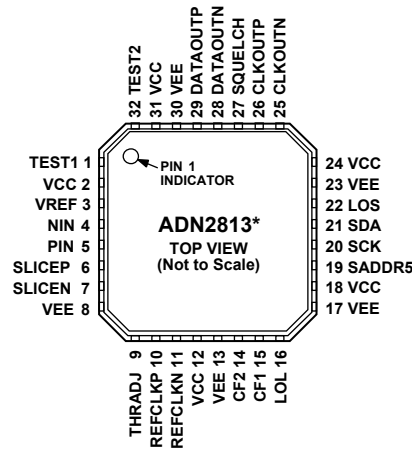 32 TEST2
31 VCC
30 VEE
29 DATAOUTP
28 DATAOUTN
27 SQUELCH
26 CLKOUTP
25 CLKOUTN
TEST1 1
VCC 2
VREF 3
NIN 4
PIN 5
SLICEP 6
SLICEN 7
VEE 8
PIN 1
INDICATOR
ADN2813*
TOP VIEW
(Not to Scale)
24 VCC
23 VEE
22 LOS
21 SDA
20 SCK
19 SADDR5
18 VCC
17 VEE
THRADJ 9
REFCLKP 10
REFCLKN 11
VCC 12
VEE 13
CF2 14
CF1 15
LOL 16